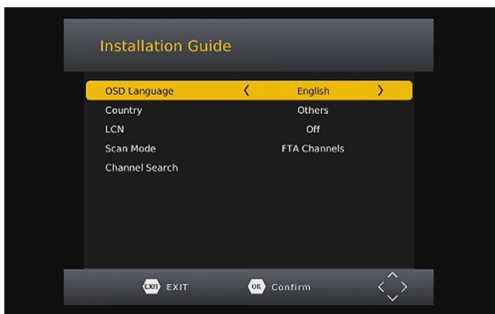 Installation Guide
OSD Language < English >
Country Others
LCN Off
Scan Mode FTA Channels
Channel Search
EXIT EXIT OK Confirm